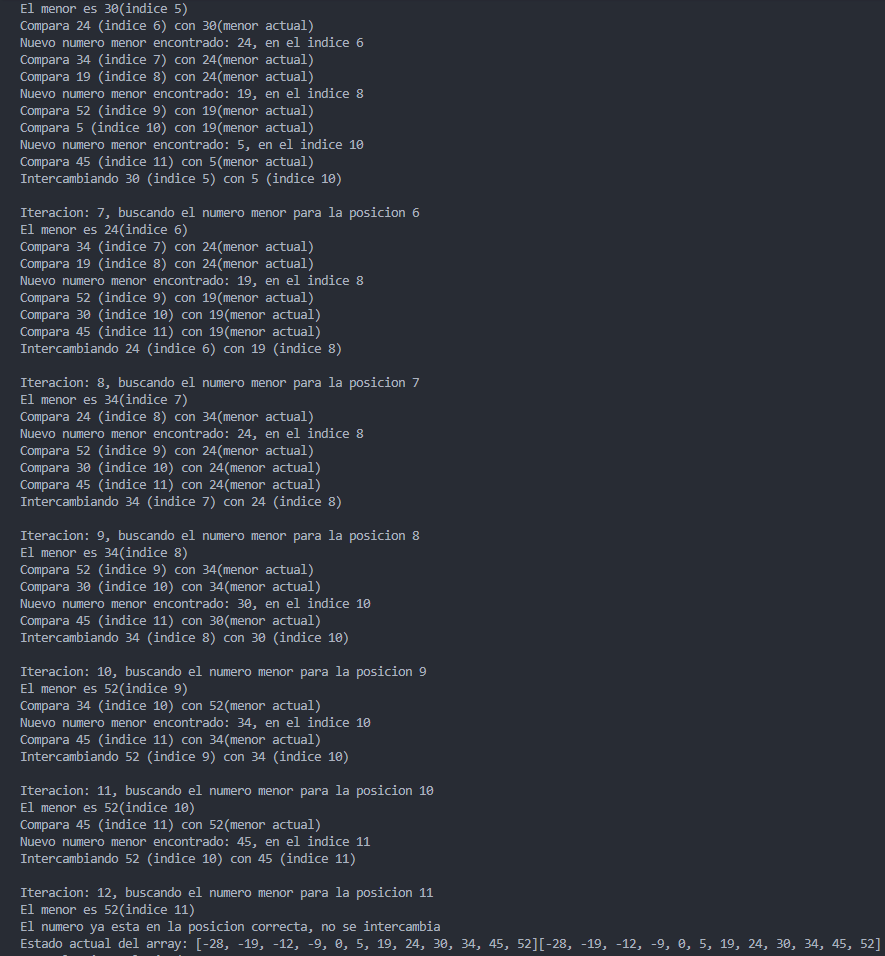 El menor es 30(indice 5)
Compara 24 (indice 6) con 30(menor actual)
Nuevo numero menor encontrado: 24, en el indice 6
Compara 34 (indice 7) con 24(menor actual)
Compara 19 (indice 8) con 24(menor actual)
Nuevo numero menor encontrado: 19, en el indice 8
Compara 52 (indice 9) con 19(menor actual)
Compara 5 (indice 10) con 19(menor actual)
Nuevo numero menor encontrado: 5, en el indice 10
Compara 45 (indice 11) con 5(menor actual)
Intercambiando 30 (indice 5) con 5 (indice 10)

Iteracion: 7, buscando el numero menor para la posicion 6
El menor es 24(indice 6)
Compara 34 (indice 7) con 24(menor actual)
Compara 19 (indice 8) con 24(menor actual)
Nuevo numero menor encontrado: 19, en el indice 8
Compara 52 (indice 9) con 19(menor actual)
Compara 30 (indice 10) con 19(menor actual)
Compara 45 (indice 11) con 19(menor actual)
Intercambiando 24 (indice 6) con 19 (indice 8)

Iteracion: 8, buscando el numero menor para la posicion 7
El menor es 34(indice 7)
Compara 24 (indice 8) con 34(menor actual)
Nuevo numero menor encontrado: 24, en el indice 8
Compara 52 (indice 9) con 24(menor actual)
Compara 30 (indice 10) con 24(menor actual)
Compara 45 (indice 11) con 24(menor actual)
Intercambiando 34 (indice 7) con 24 (indice 8)

Iteracion: 9, buscando el numero menor para la posicion 8
El menor es 34(indice 8)
Compara 52 (indice 9) con 34(menor actual)
Compara 30 (indice 10) con 34(menor actual)
Nuevo numero menor encontrado: 30, en el indice 10
Compara 45 (indice 11) con 30(menor actual)
Intercambiando 34 (indice 8) con 30 (indice 10)

Iteracion: 10, buscando el numero menor para la posicion 9
El menor es 52(indice 9)
Compara 34 (indice 10) con 52(menor actual)
Nuevo numero menor encontrado: 34, en el indice 10
Compara 45 (indice 11) con 34(menor actual)
Intercambiando 52 (indice 9) con 34 (indice 10)

Iteracion: 11, buscando el numero menor para la posicion 10
El menor es 52(indice 10)
Compara 45 (indice 11) con 52(menor actual)
Nuevo numero menor encontrado: 45, en el indice 11
Intercambiando 52 (indice 10) con 45 (indice 11)

Iteracion: 12, buscando el numero menor para la posicion 11
El menor es 52(indice 11)
El numero ya esta en la posicion correcta, no se intercambia
Estado actual del array: [-28, -19, -12, -9, 0, 5, 19, 24, 30, 34, 45, 52][-28, -19, -12, -9, 0, 5, 19, 24, 30, 34, 45, 52]